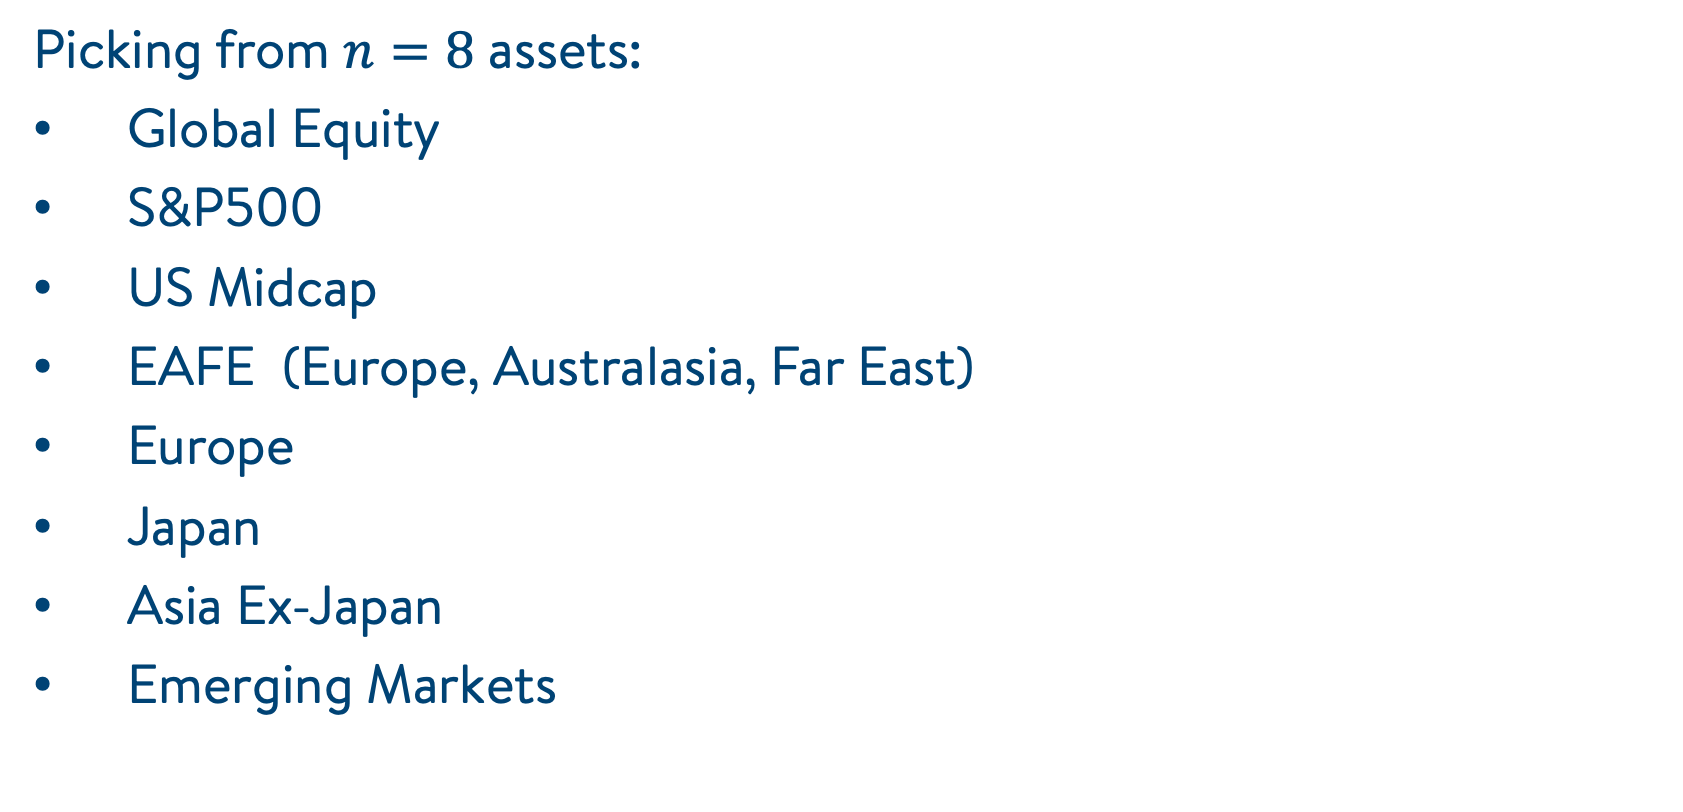 Picking from n = 8 assets:
• Global Equity
• S&P500
• US Midcap
• EAFE (Europe, Australasia, Far East)
• Europe
• Japan
• Asia Ex-Japan
• Emerging Markets